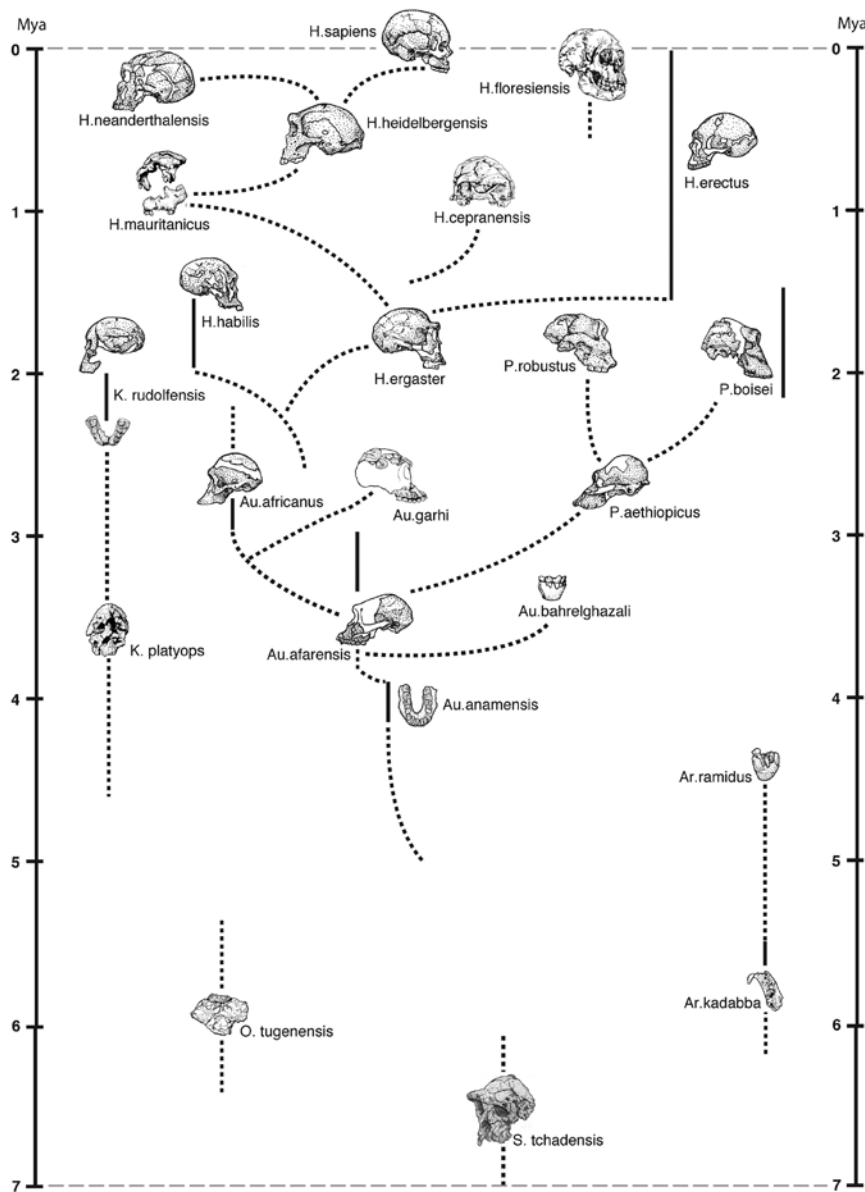 Mya
Mya
H.sapiens
0
0
H.neanderthalensis
H.floresiensis
H.heidelbergensis
H.erectus
1
1
H.mauritanicus
H.cepranensis
H.habilis
2
2
K. rudolfensis
H.ergaster
P.robustus
P.boisei
Au.africanus
Au.garhi
P.aethiopicus
3
3
Au.bahrelghazali
K. platyops
Au.afarensis
4
4
Au.anamensis
Ar.ramidus
5
5
Ar.kadabba
6
6
O. tugenensis
S. tchadensis
7
7